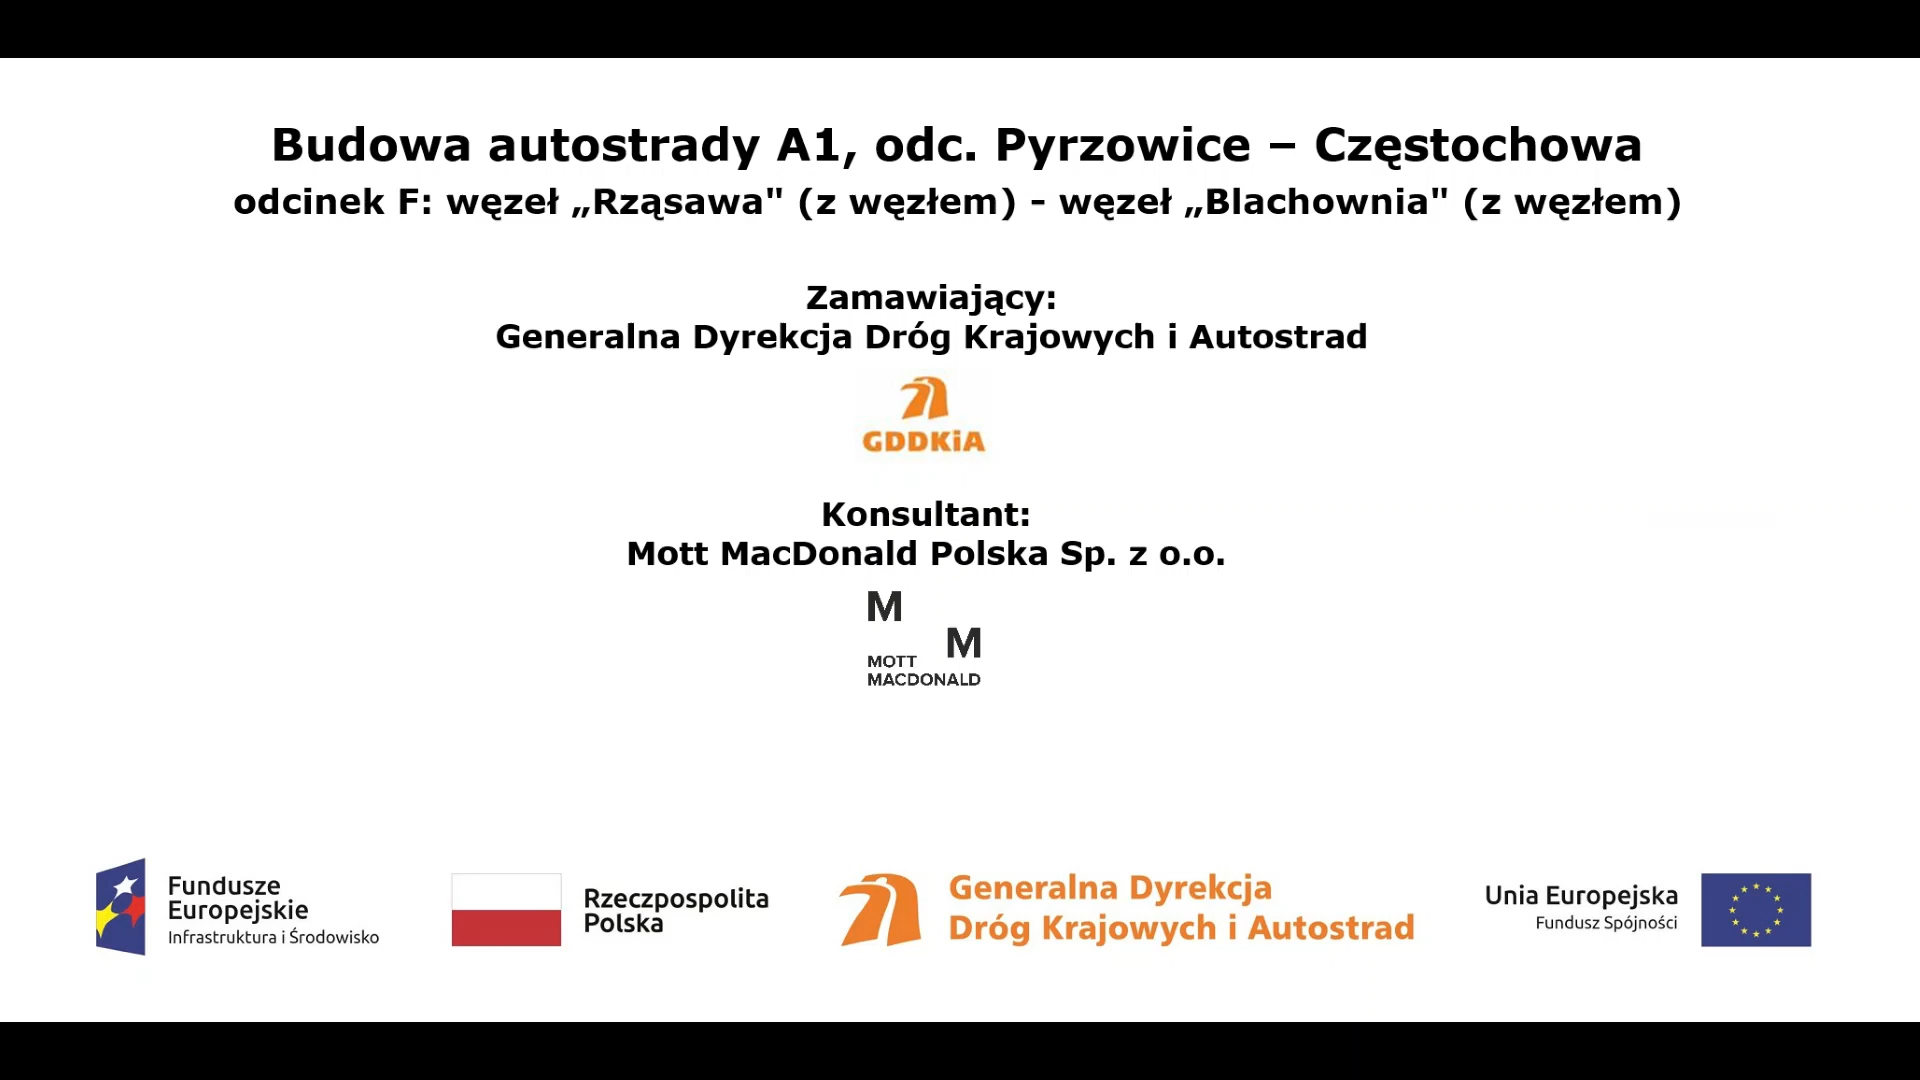 Budowa autostrady A1, odc. Pyrzowice – Częstochowa
odcinek F: węzeł „Rząsawa" (z węzłem) - węzeł „Blachownia" (z węzłem)
Zamawiający:
Generalna Dyrekcja Dróg Krajowych i Autostrad
GDDKiA
Konsultant:
Mott MacDonald Polska Sp. z o.o.
M
M
MOTT
MACDONALD
Fundusze
Europejskie
Infrastruktura i Środowisko
Rzeczpospolita
Polska
Generalna Dyrekcja
Dróg Krajowych i Autostrad
Unia Europejska
Fundusz Spójności